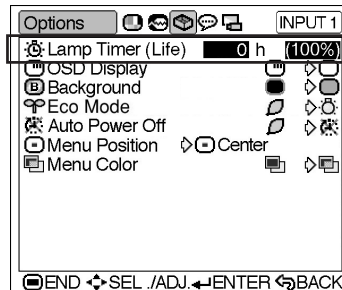 Options INPUT 1
Lamp Timer (Life) 0 h (100%)
OSD Display
B Background
Eco Mode
Auto Power Off
Menu Position Center
Menu Color
END SEL ./ADJ. ENTER BACK